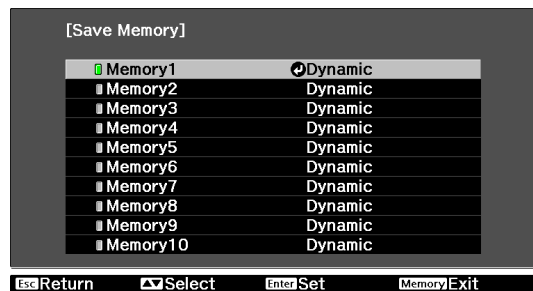 [Save Memory]
Memory1 Dynamic
Memory2 Dynamic
Memory3 Dynamic
Memory4 Dynamic
Memory5 Dynamic
Memory6 Dynamic
Memory7 Dynamic
Memory8 Dynamic
Memory9 Dynamic
Memory10 Dynamic
Esc Return Select Enter Set Memory Exit